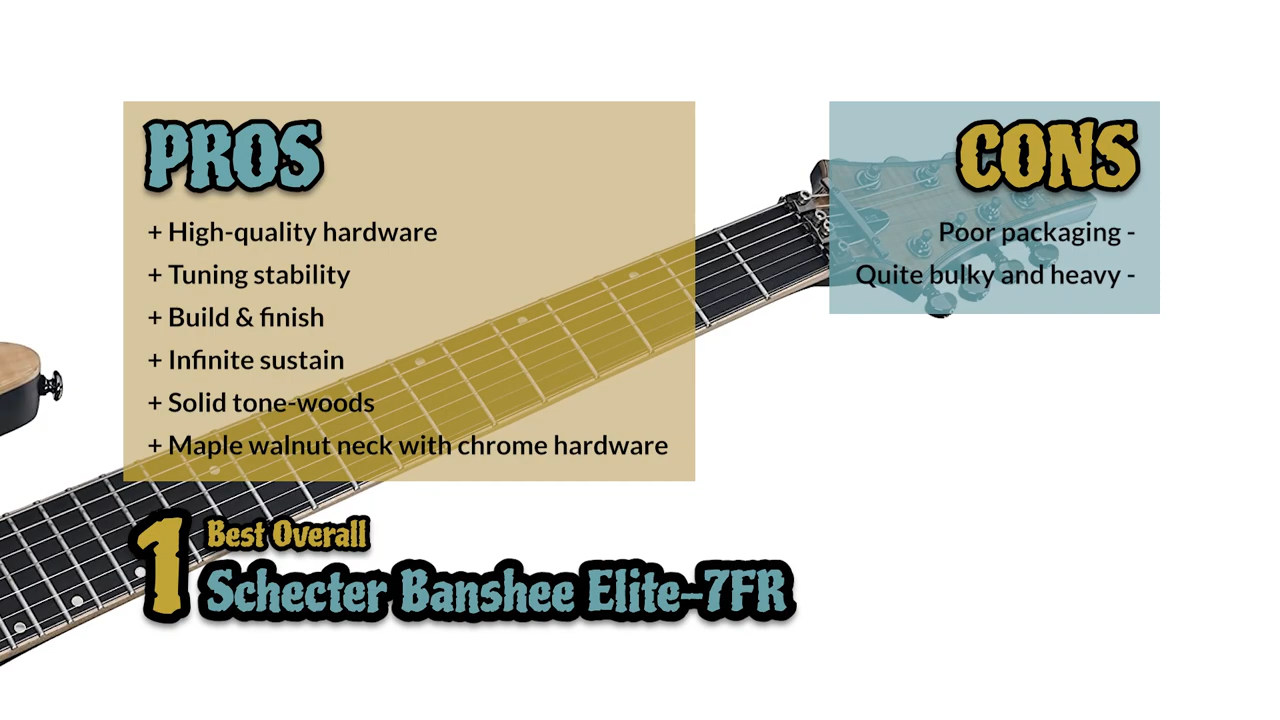 PROS
+ High-quality hardware
+ Tuning stability
+ Build & finish
+ Infinite sustain
+ Solid tone-woods
+ Maple walnut neck with chrome hardware
CONS
Poor packaging -
Quite bulky and heavy -
1
Best Overall
Schecter Banshee Elite-7FR